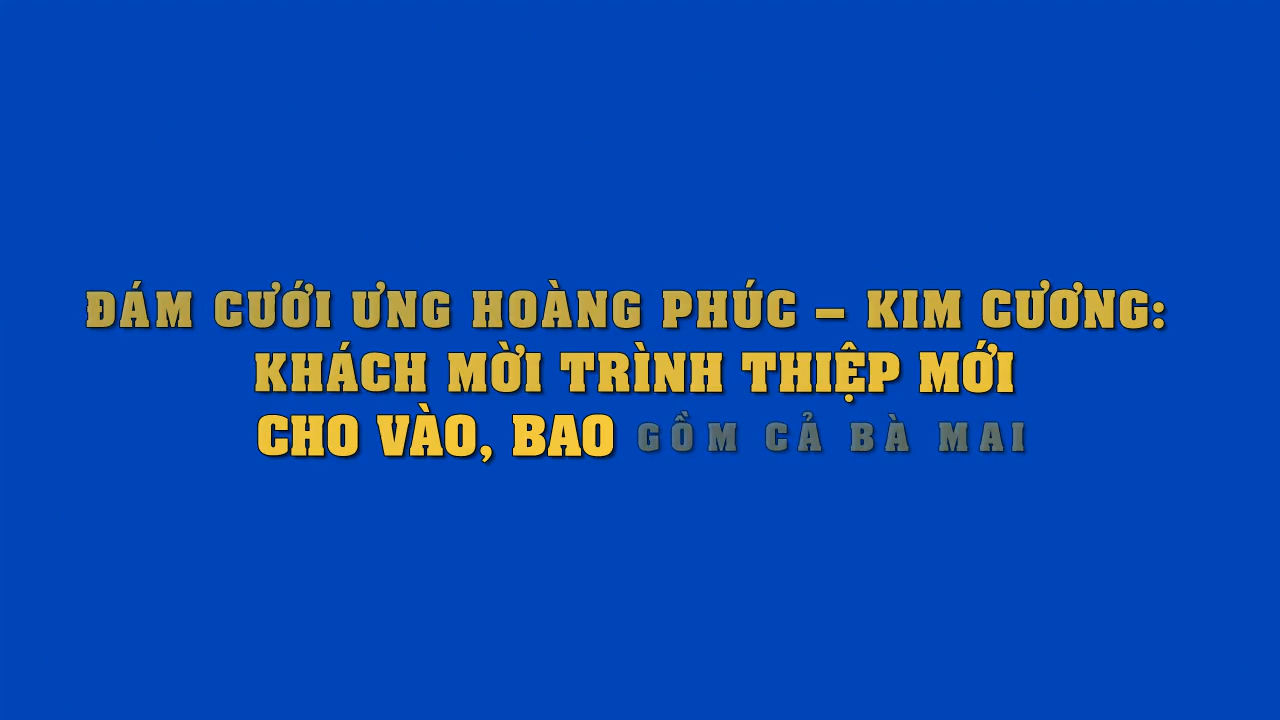 ĐÁM CƯỚI ƯNG HOÀNG PHÚC – KIM CƯƠNG:
KHÁCH MỜI TRÌNH THIỆP MỚI
CHO VÀO, BAO GỒM CẢ BÀ MAI